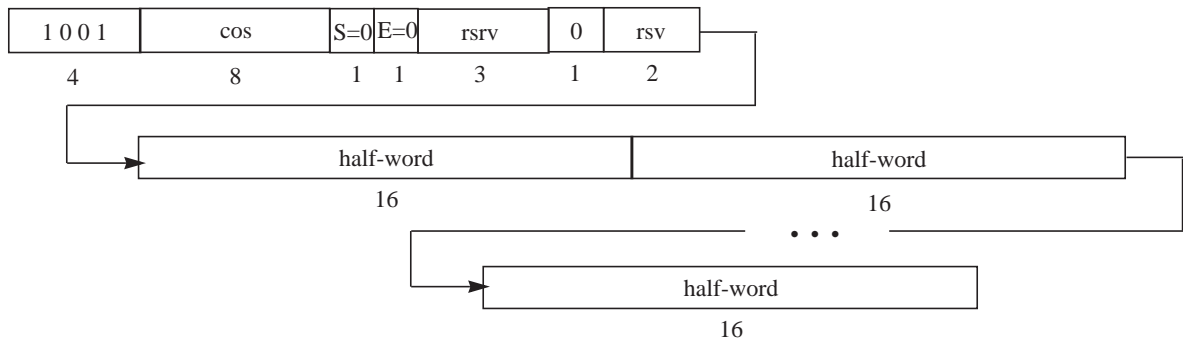 1 0 0 1 cos S=0 E=0 rsrv 0 rsv
4 8 1 1 3 1 2
half-word half-word
16 16
• • •
half-word
16